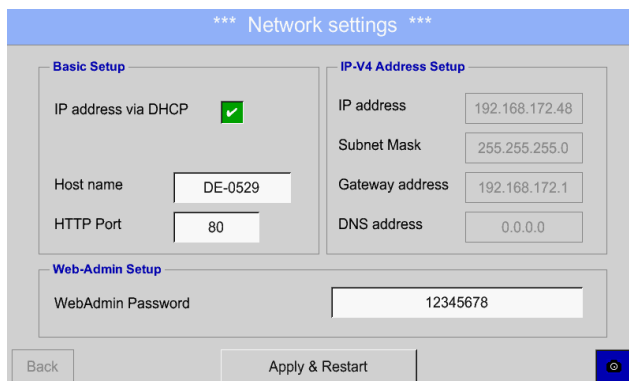 *** Network settings ***
Basic Setup
IP address via DHCP
Host name DE-0529
HTTP Port 80
IP-V4 Address Setup
IP address 192.168.172.48
Subnet Mask 255.255.255.0
Gateway address 192.168.172.1
DNS address 0.0.0.0
Web-Admin Setup
WebAdmin Password 12345678
Back Apply & Restart